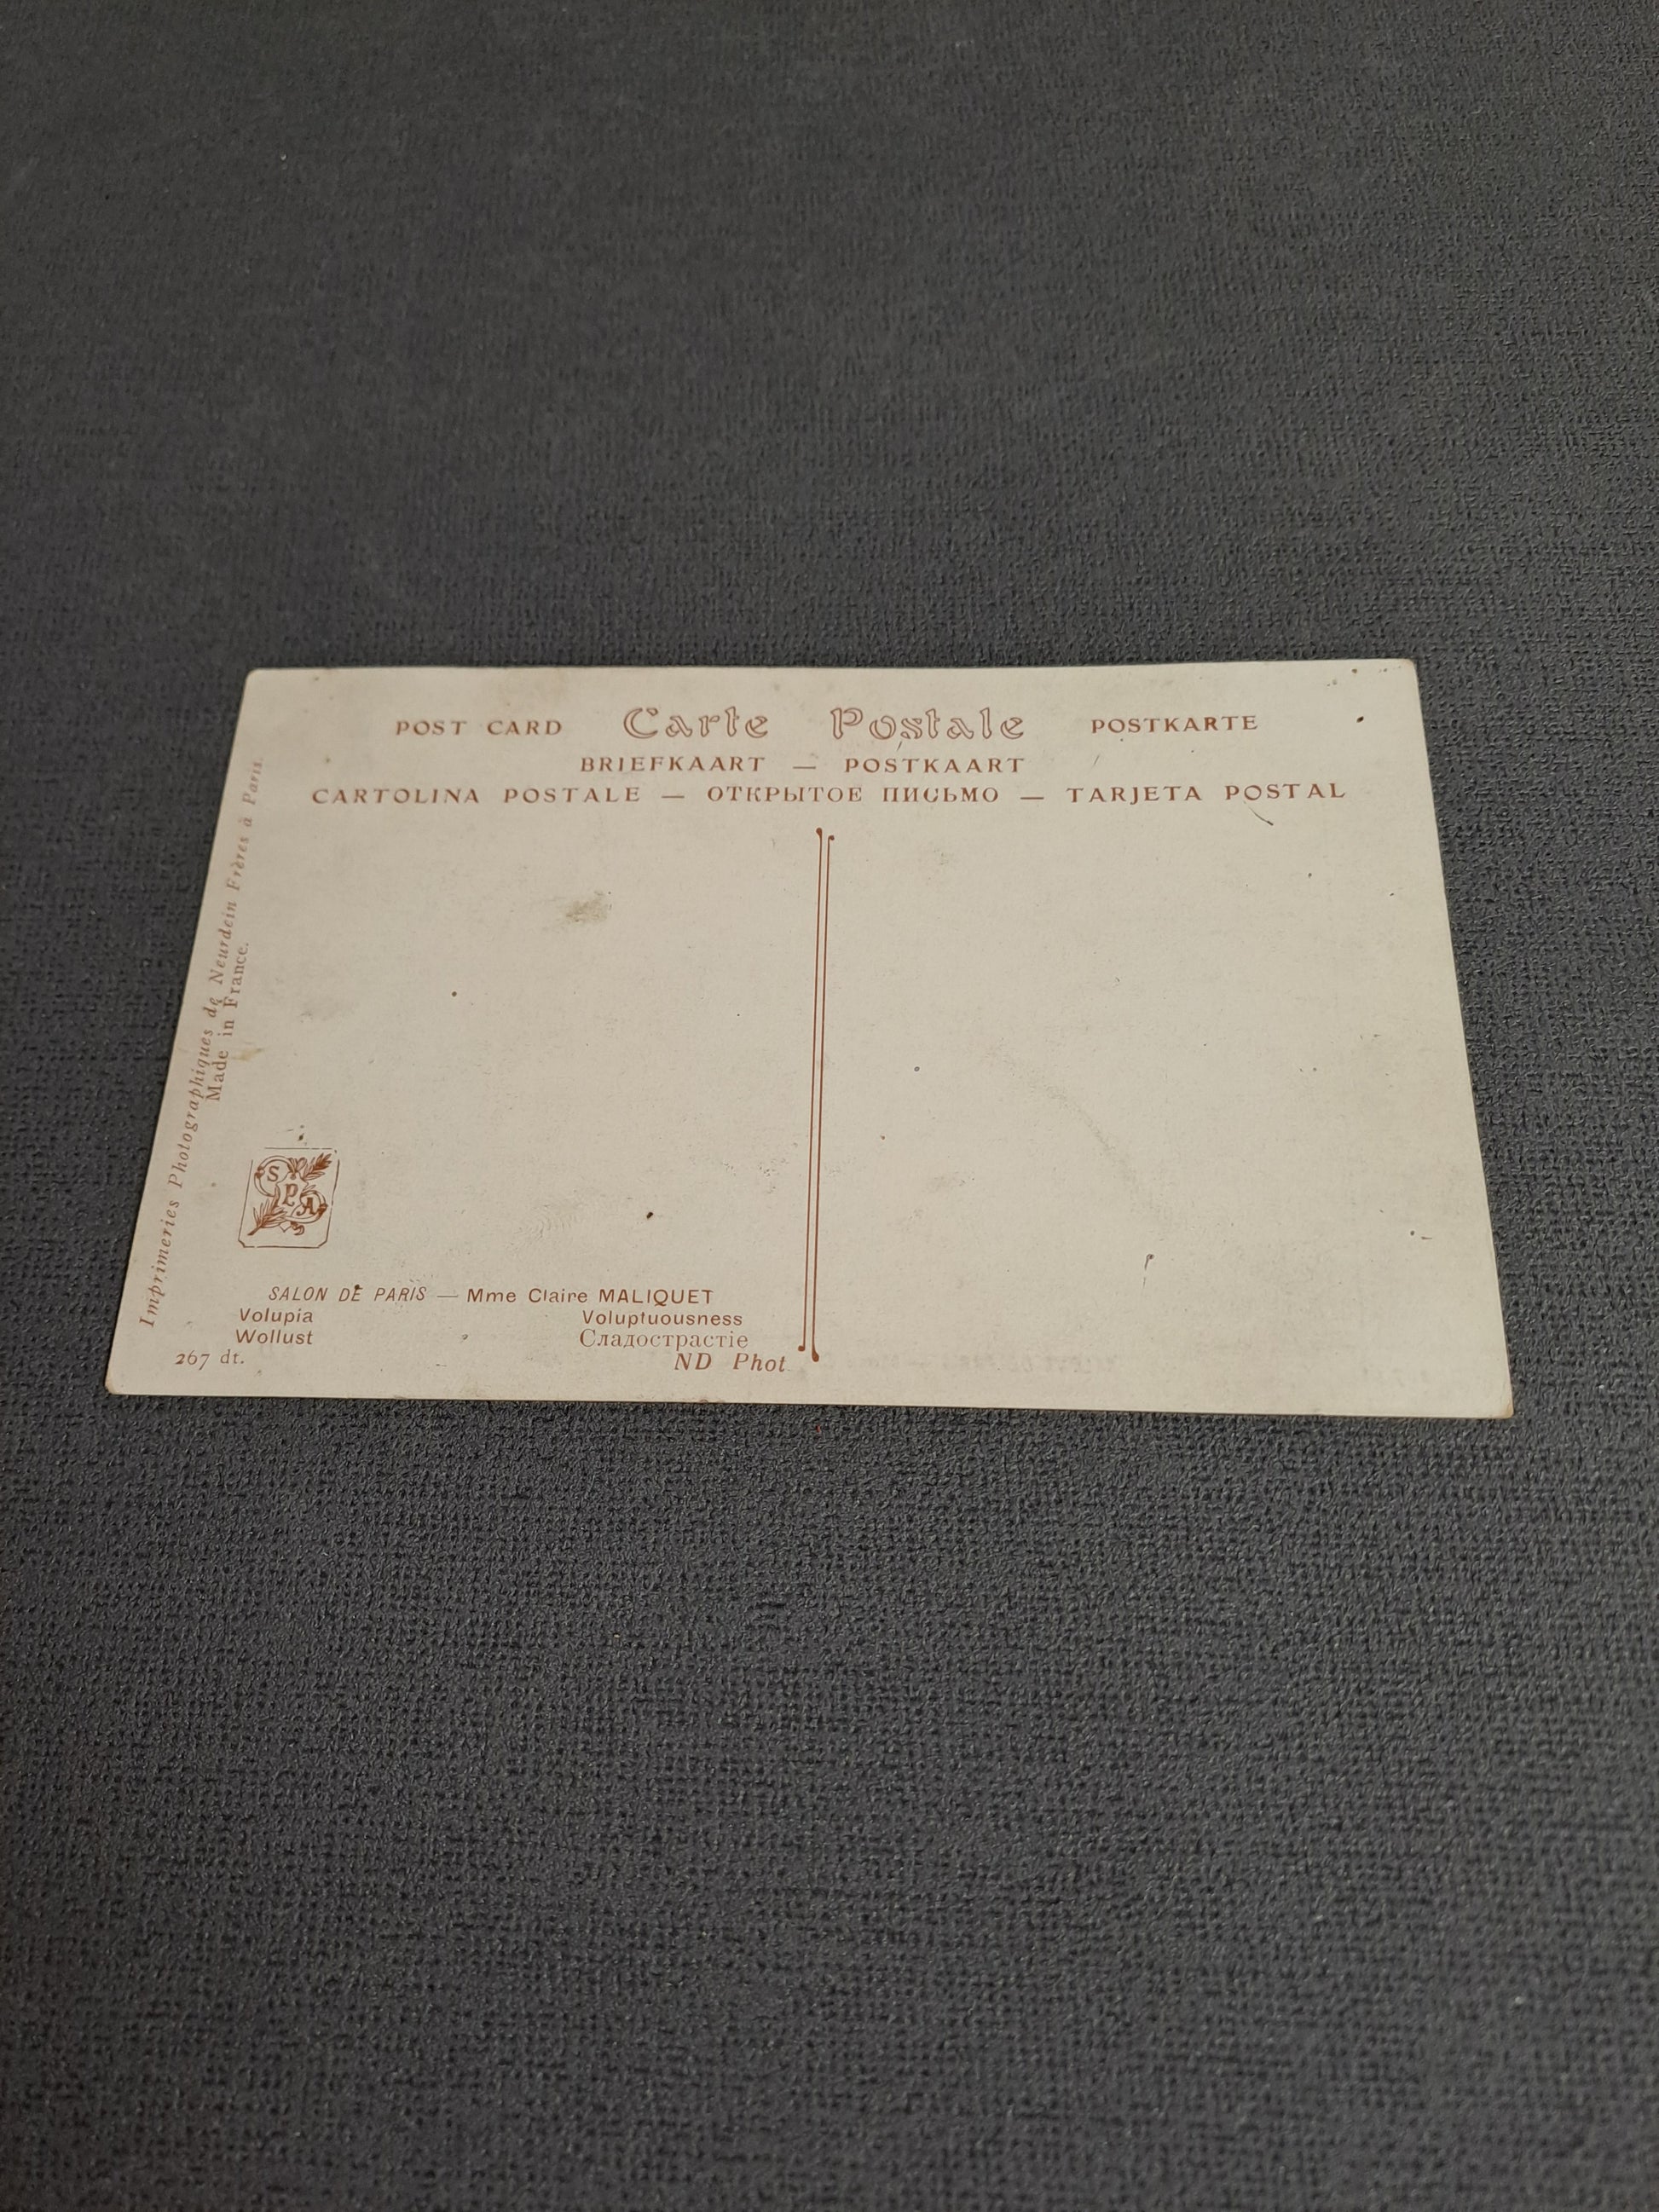 POST CARD Carte Postale POSTKARTE
BRIEFKAART — POSTKAART
CARTOLINA POSTALE — ОТКРЫТОЕ ПИСЬМО — TARJETA POSTAL
Imprimeries Photographiques de Neurdein Frères à Paris.
Made in France.
SPA
SALON DE PARIS — Mme Claire MALIQUET
Volupia Voluptuousness
Wollust Сладострастіе
267 dt. ND Phot